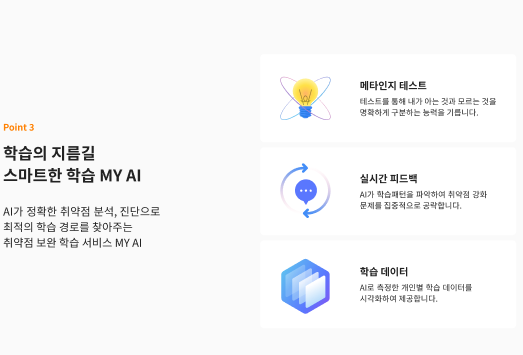 Point 3
학습의 지름길
스마트한 학습 MY AI
AI가 정확한 취약점 분석, 진단으로
최적의 학습 경로를 찾아주는
취약점 보완 학습 서비스 MY AI
메타인지 테스트
테스트를 통해 내가 아는 것과 모르는 것을
명확하게 구분하는 능력을 기릅니다.
실시간 피드백
AI가 학습패턴을 파악하여 취약점 강화
문제를 집중적으로 공략합니다.
학습 데이터
AI로 측정한 개인별 학습 데이터를
시각화하여 제공합니다.